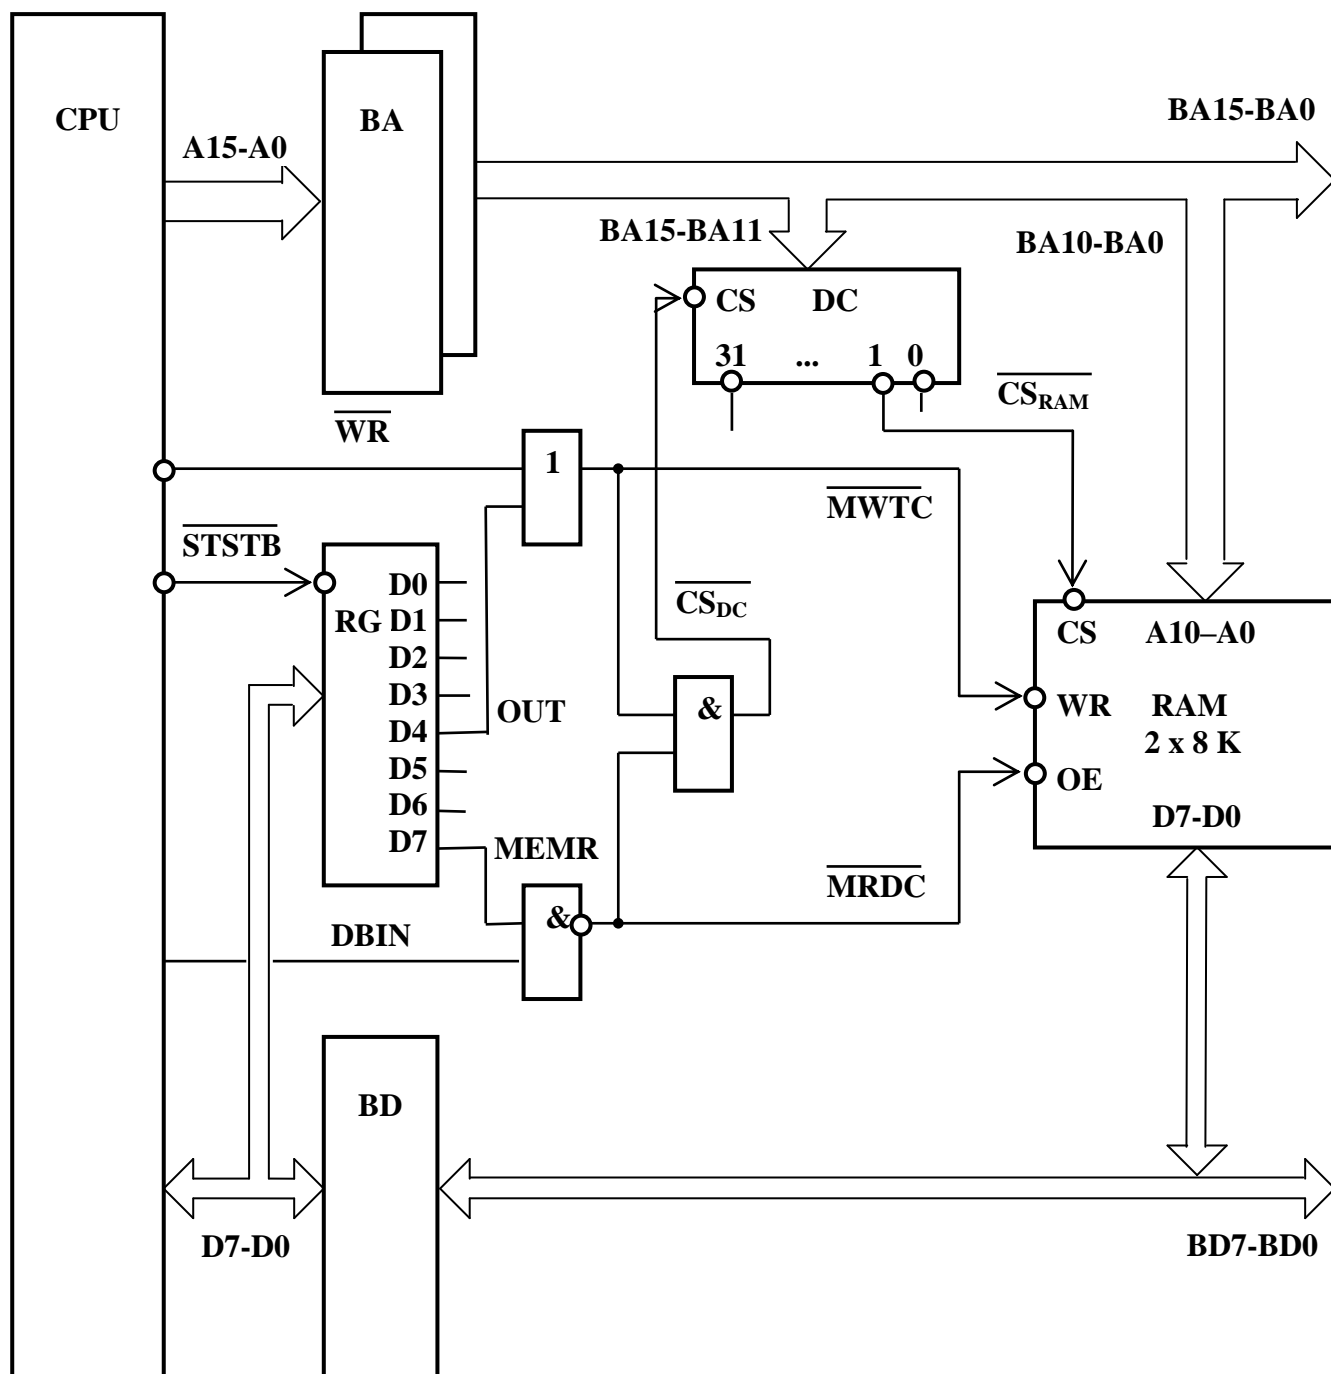 CPU
BA
A15-A0
BA15-BA0
BA15-BA11
BA10-BA0
CS DC
31 ... 1 0
CS_RAM
WR
1
MWTC
STSTB
RG
D0
D1
D2
D3
D4
D5
D6
D7
OUT
CS_DC
&
CS A10–A0
WR RAM
2 x 8 K
OE
D7-D0
MEMR
&
MRDC
DBIN
BD
D7-D0
BD7-BD0